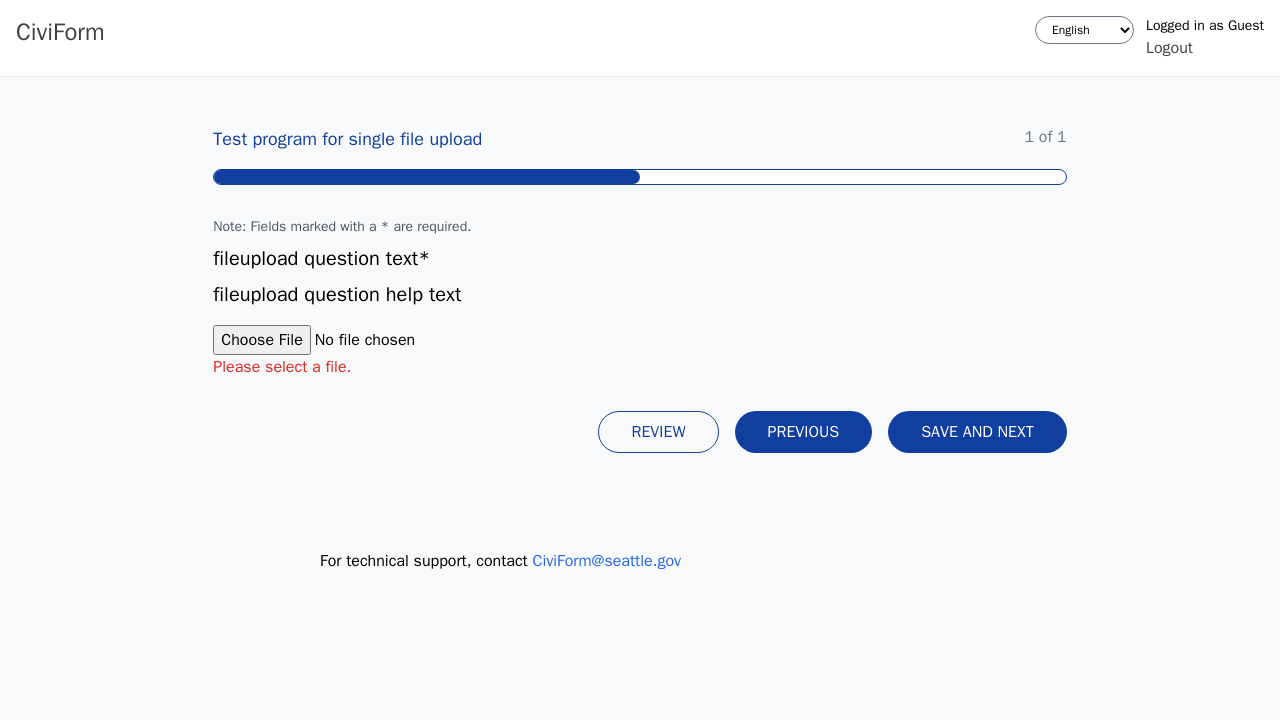 CiviForm
English
Logged in as Guest
Logout
Test program for single file upload
1 of 1
Note: Fields marked with a * are required.
fileupload question text*
fileupload question help text
Choose File No file chosen
Please select a file.
REVIEW
PREVIOUS
SAVE AND NEXT
For technical support, contact CiviForm@seattle.gov